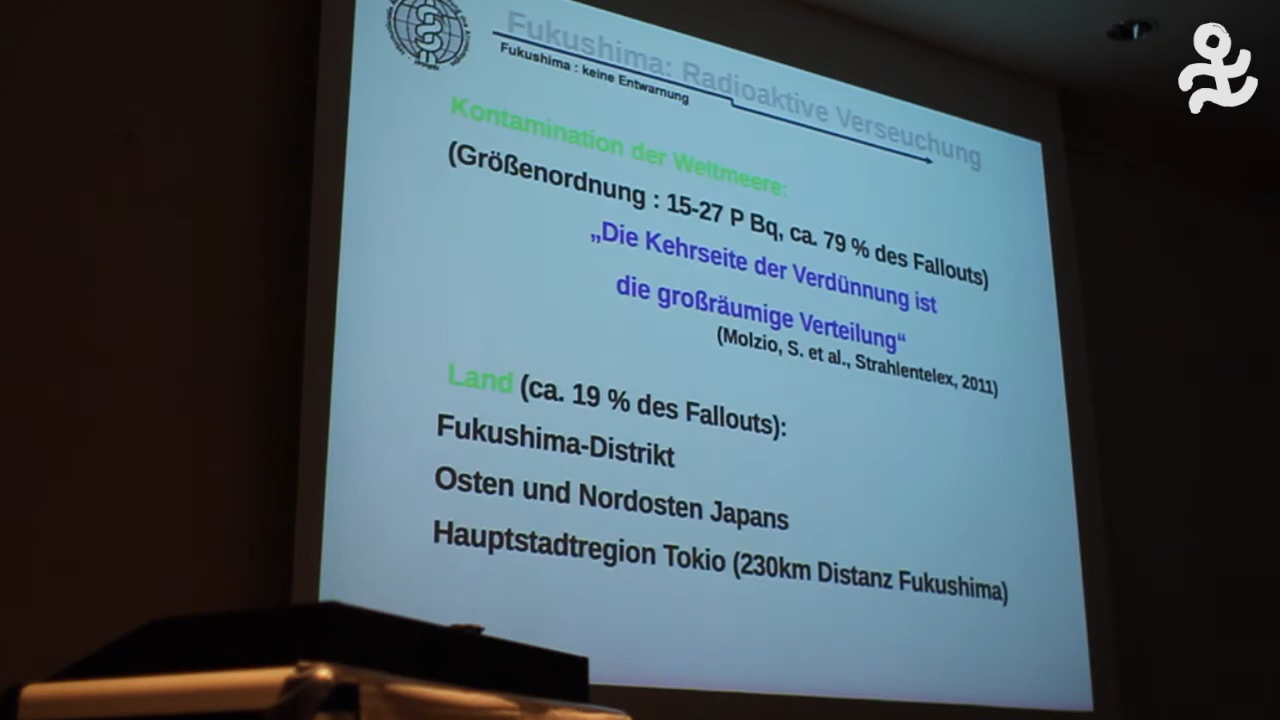 Fukushima: Radioaktive Verseuchung
Fukushima : keine Entwarnung
Kontamination der Weltmeere:
(Größenordnung : 15-27 P Bq, ca. 79 % des Fallouts)
„Die Kehrseite der Verdünnung ist
die großräumige Verteilung“
(Molzio, S. et al., Strahlentelex, 2011)
Land (ca. 19 % des Fallouts):
Fukushima-Distrikt
Osten und Nordosten Japans
Hauptstadtregion Tokio (230km Distanz Fukushima)